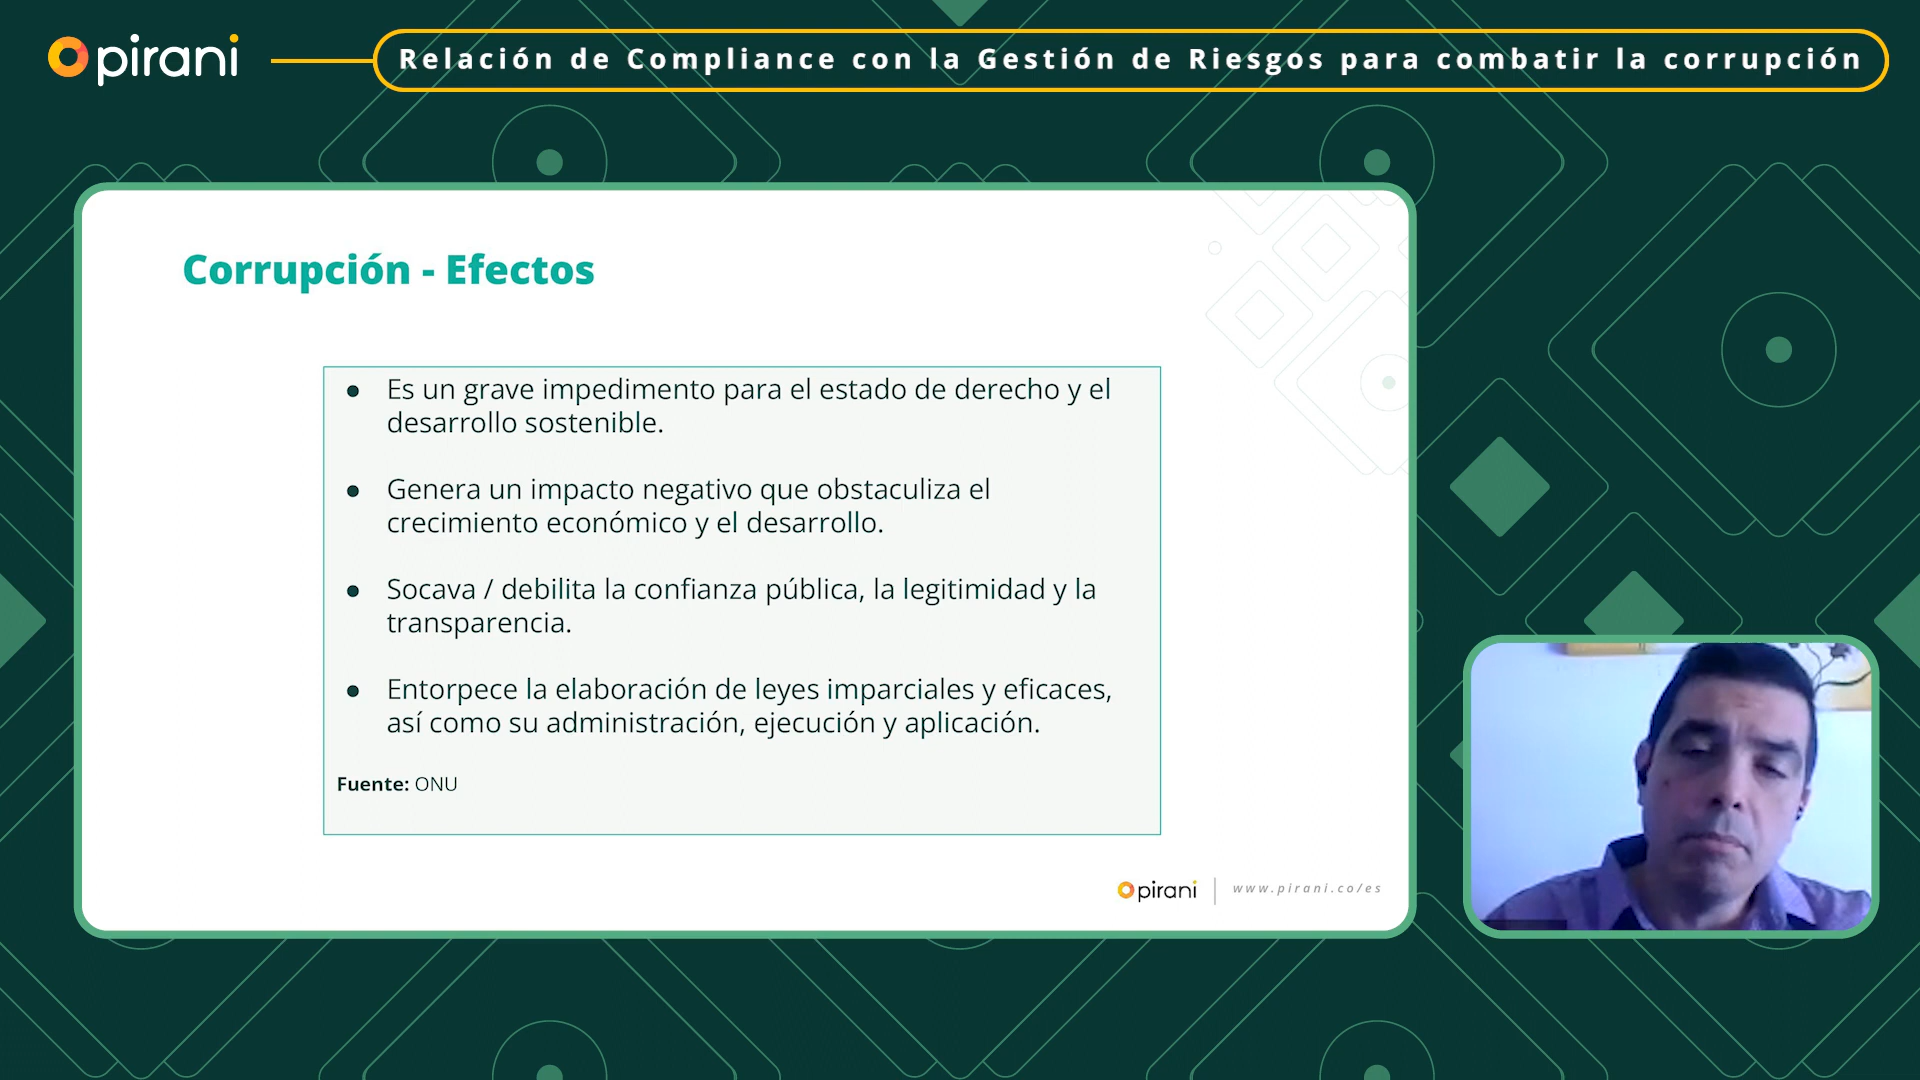 pirani
Relación de Compliance con la Gestión de Riesgos para combatir la corrupción
Corrupción - Efectos
● Es un grave impedimento para el estado de derecho y el
desarrollo sostenible.
● Genera un impacto negativo que obstaculiza el
crecimiento económico y el desarrollo.
● Socava / debilita la confianza pública, la legitimidad y la
transparencia.
● Entorpece la elaboración de leyes imparciales y eficaces,
así como su administración, ejecución y aplicación.
Fuente: ONU
pirani | www.pirani.co/es